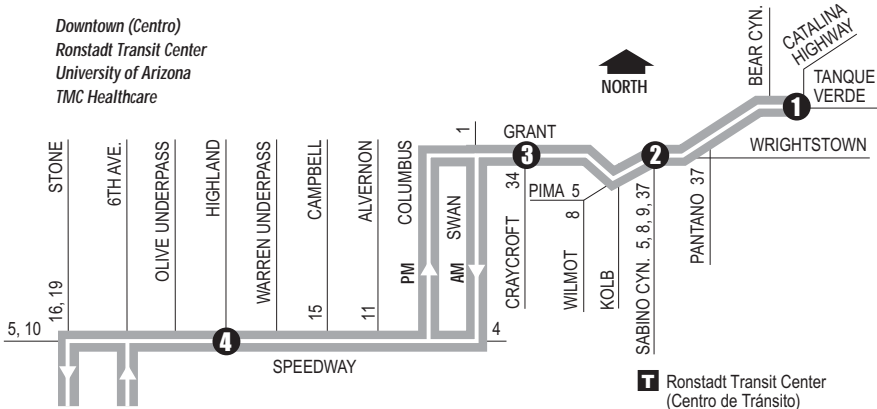 Downtown (Centro)
Ronstadt Transit Center
University of Arizona
TMC Healthcare
NORTH
BEAR CYN.
CATALINA
HIGHWAY
TANQUE
VERDE
1
WRIGHTSTOWN
1
GRANT
3
2
STONE
16, 19
6TH AVE.
OLIVE UNDERPASS
HIGHLAND
WARREN UNDERPASS
CAMPBELL
15
ALVERNON
11
COLUMBUS
PM
AM
SWAN
CRAYCROFT
34
PIMA 5
WILMOT
8
KOLB
SABINO CYN. 5, 8, 9, 37
PANTANO 37
5, 10
4
4
SPEEDWAY
T Ronstadt Transit Center
(Centro de Tránsito)